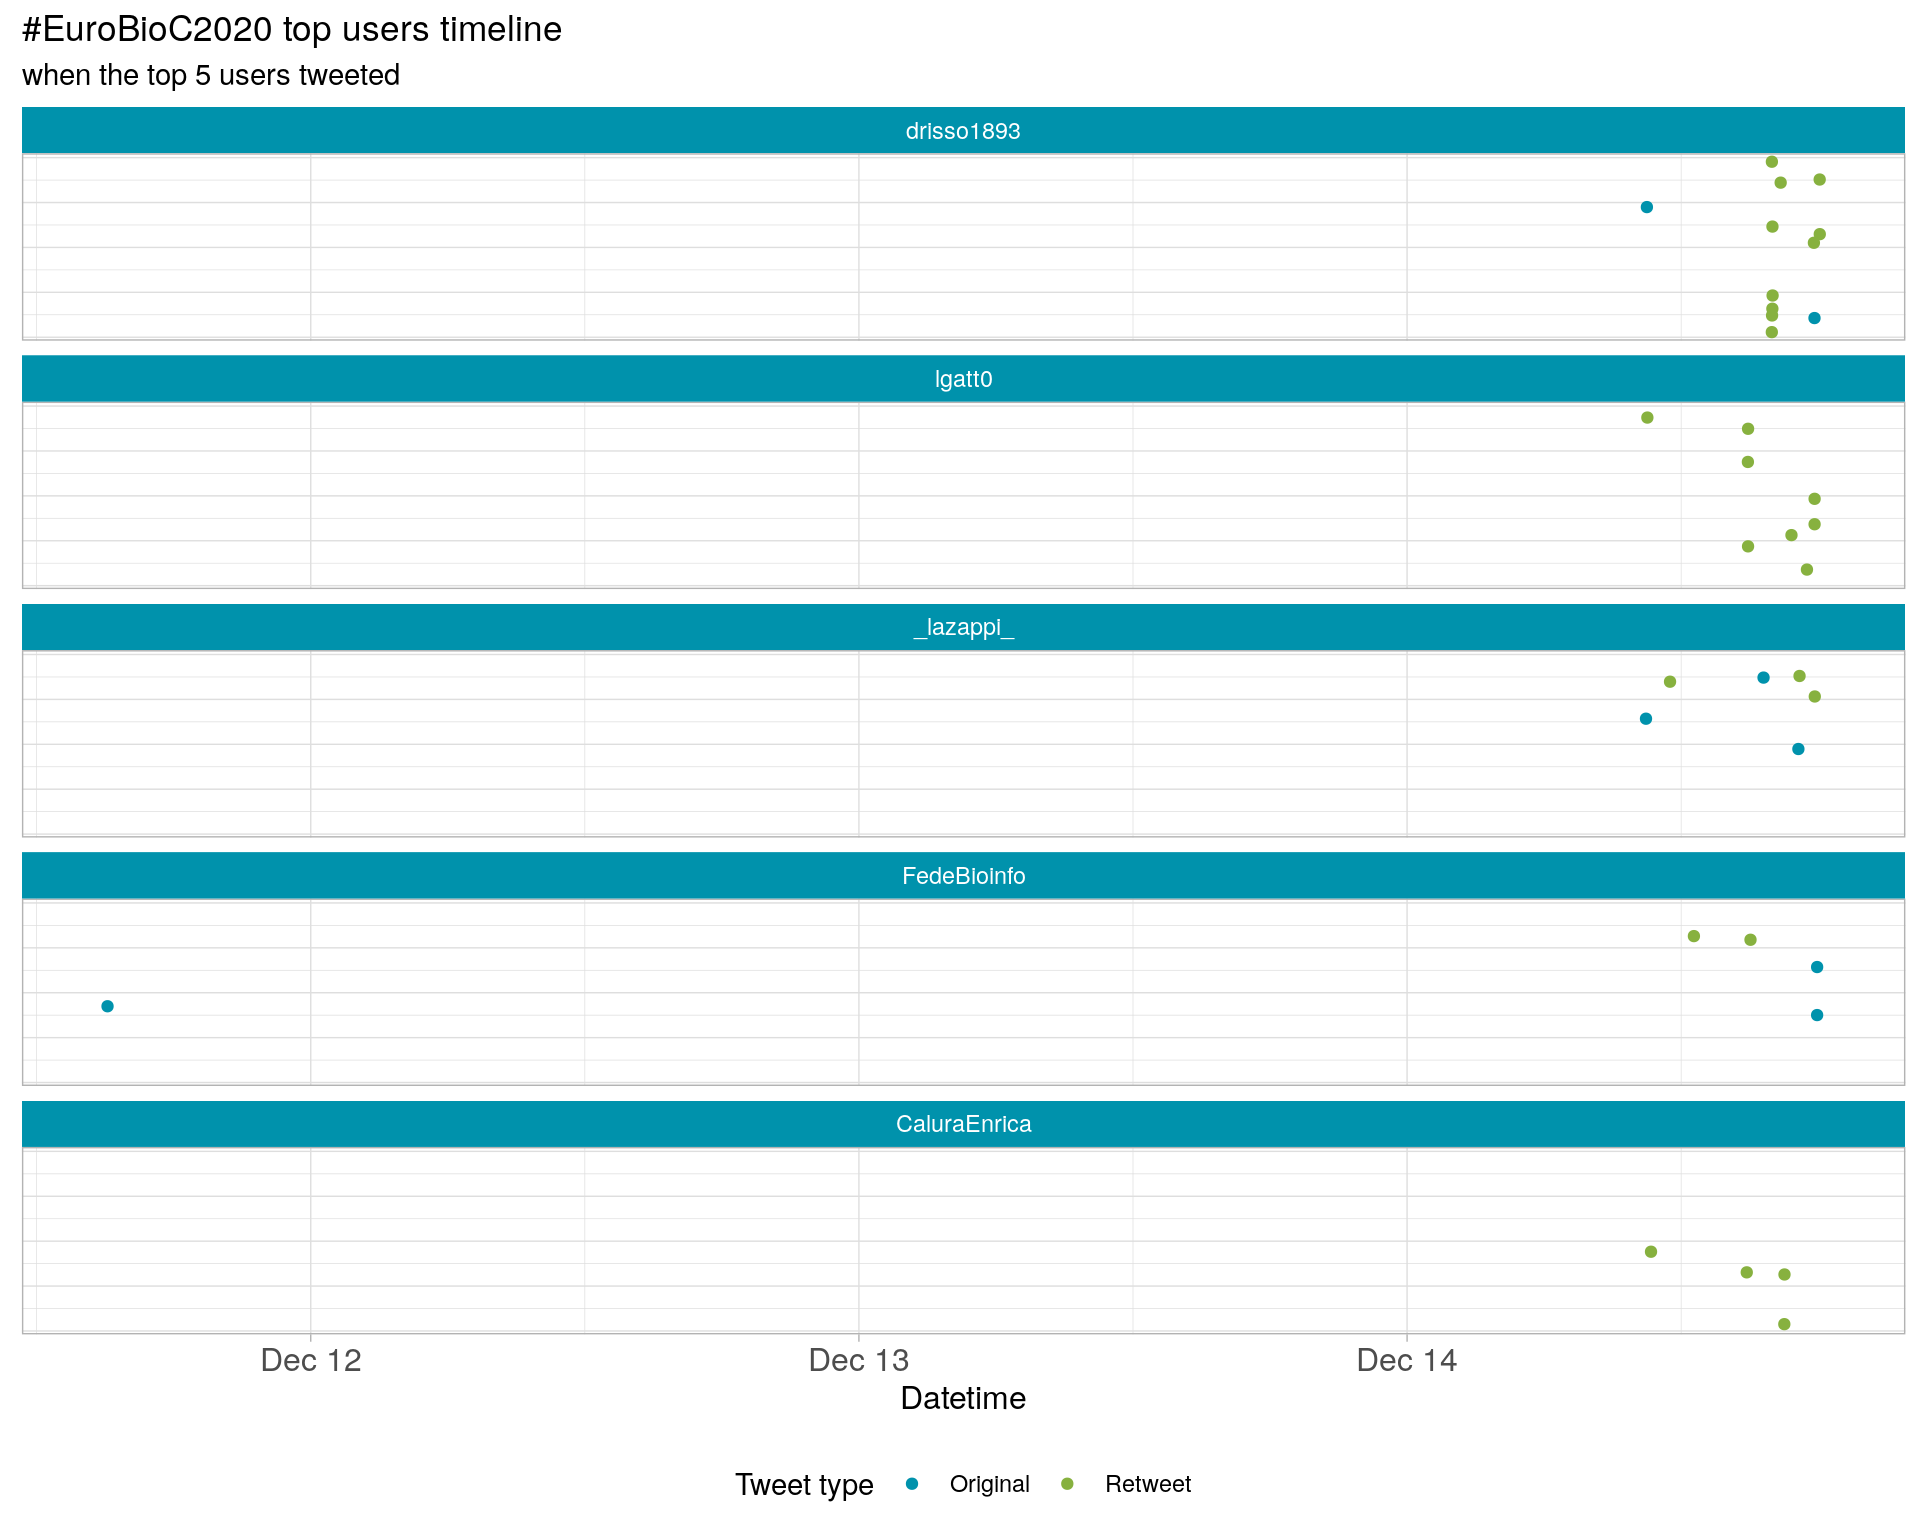 #EuroBioC2020 top users timeline
when the top 5 users tweeted
drisso1893
lgatt0
_lazappi_
FedeBioinfo
CaluraEnrica
Dec 12 Dec 13 Dec 14
Datetime
Tweet type Original Retweet